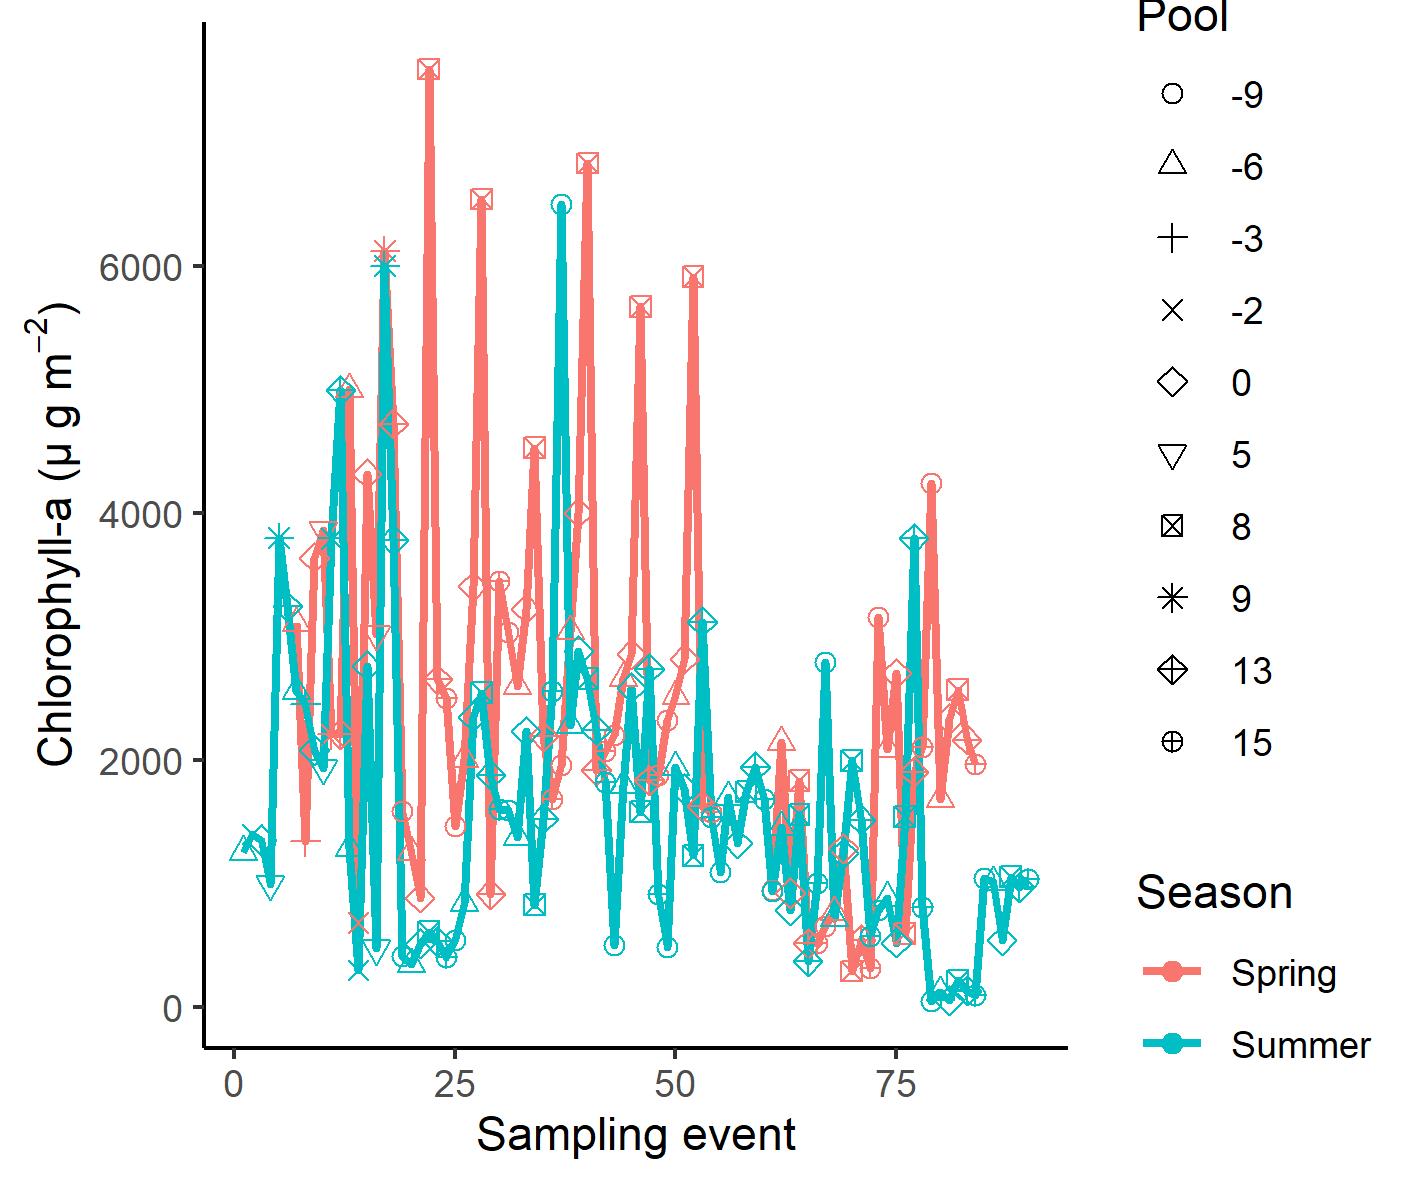 Pool
-9
-6
-3
-2
0
5
8
9
13
15
Season
Spring
Summer
Chlorophyll-a (μ g m−2)
6000
4000
2000
0
0 25 50 75
Sampling event